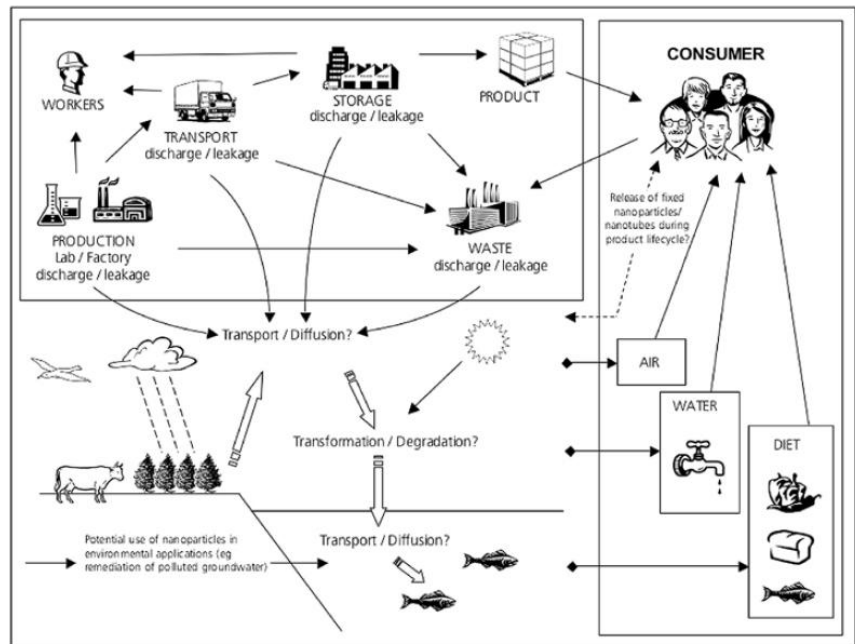 CONSUMER
WORKERS
STORAGE
discharge / leakage
PRODUCT
TRANSPORT
discharge / leakage
Release of fixed
nanoparticles/
nanotubes during
product lifecycle?
PRODUCTION
Lab / Factory
discharge / leakage
WASTE
discharge / leakage
Transport / Diffusion?
AIR
WATER
Transformation / Degradation?
DIET
Potential use of nanoparticles in
environmental applications (eg
remediation of polluted groundwater)
Transport / Diffusion?